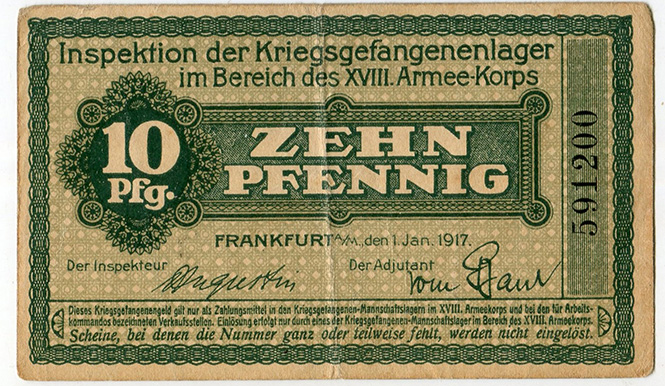 Inspektion der Kriegsgefangenenlager
im Bereich des XVIII. Armee-Korps
10
Pfg.
ZEHN
PFENNIG
591200
FRANKFURT A/M., den 1. Jan. 1917.
Der Inspekteur
Der Adjutant
Augustin
Dieses Kriegsgefangenengeld gilt nur als Zahlungsmittel in den Kriegsgefangenen-Mannschaftslagern im XVIII. Armeekorps und bei den für Arbeits-
kommandos bezeichneten Verkaufsstellen. Einlösung erfolgt nur durch eines der Kriegsgefangenen-Mannschaftslager im Bereich des XVIII. Armeekorps.
Scheine, bei denen die Nummer ganz oder teilweise fehlt, werden nicht eingelöst.